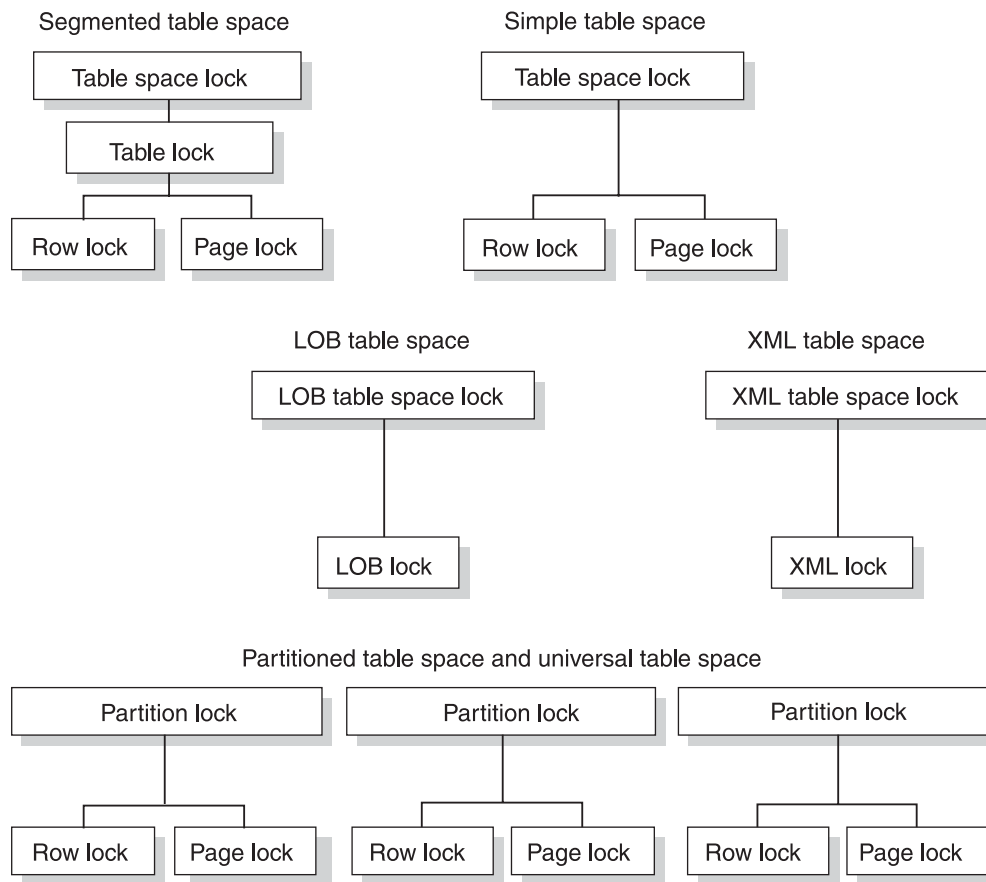 Segmented table space
Simple table space
Table space lock
Table space lock
Table lock
Row lock
Page lock
Row lock
Page lock
LOB table space
XML table space
LOB table space lock
XML table space lock
LOB lock
XML lock
Partitioned table space and universal table space
Partition lock
Partition lock
Partition lock
Row lock
Page lock
Row lock
Page lock
Row lock
Page lock